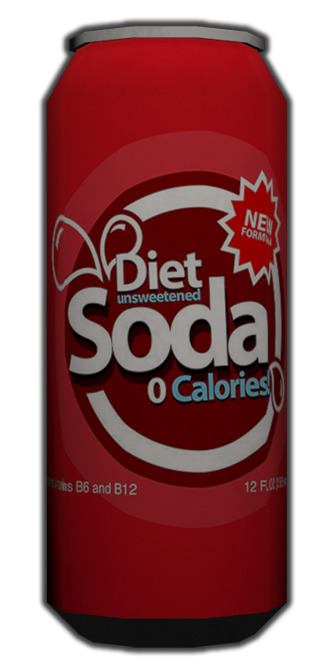 NEW
FORMULA
Diet
unsweetened
Soda
0 Calories
B6 and B12
12 FL OZ